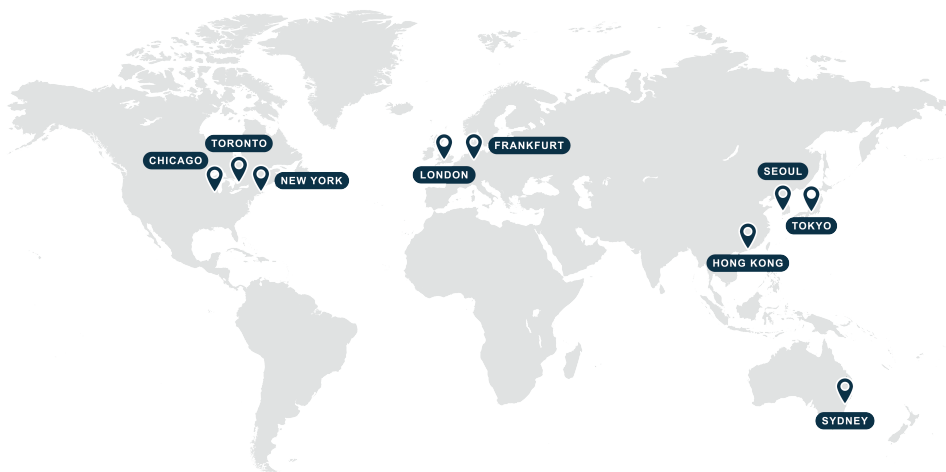 TORONTO
CHICAGO
NEW YORK
FRANKFURT
LONDON
SEOUL
TOKYO
HONG KONG
SYDNEY